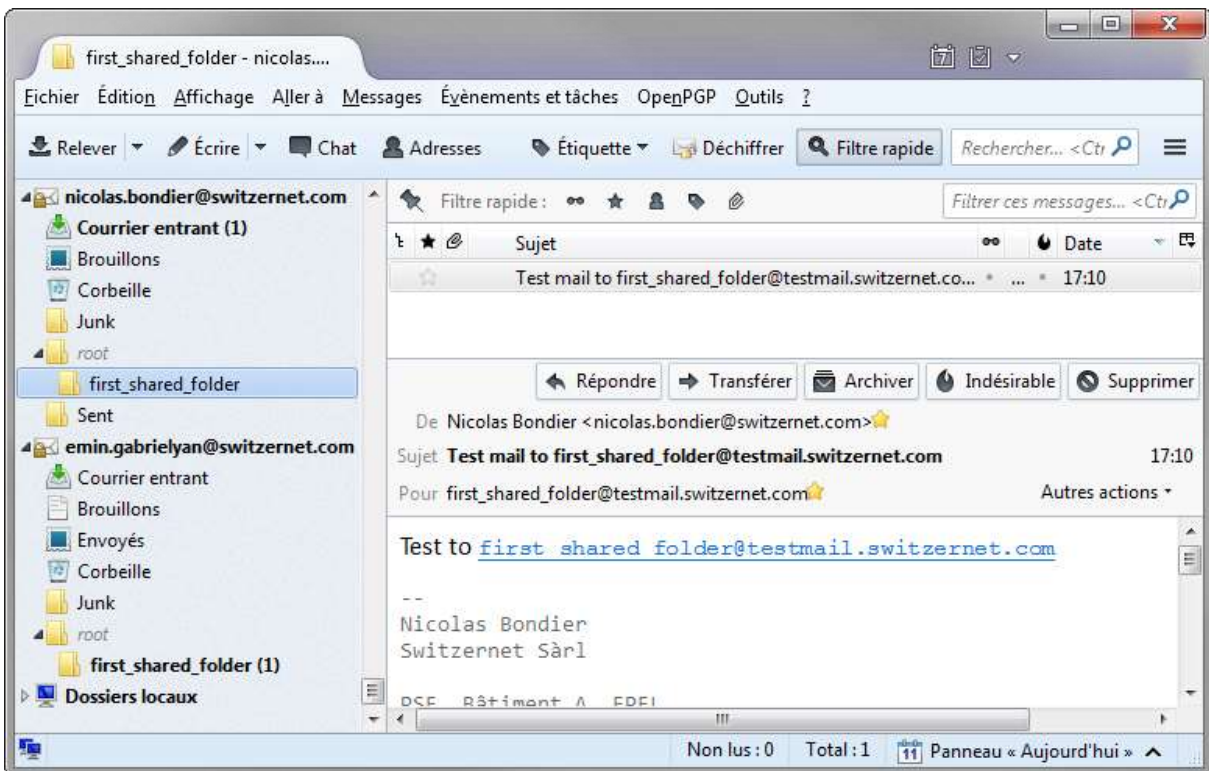 first_shared_folder - nicolas....
7
Fichier Édition Affichage Aller à Messages Évènements et tâches OpenPGP Outils ?
Relever Écrire Chat Adresses Étiquette Déchiffrer Filtre rapide Rechercher... <Ctr
nicolas.bondier@switzernet.com
Courrier entrant (1)
Brouillons
Corbeille
Junk
root
first_shared_folder
Sent
emin.gabrielyan@switzernet.com
Courrier entrant
Brouillons
Envoyés
Corbeille
Junk
root
first_shared_folder (1)
Dossiers locaux
Filtre rapide : Filtrer ces messages... <Ctr
Sujet Date
Test mail to first_shared_folder@testmail.switzernet.co... ... 17:10
Répondre Transférer Archiver Indésirable Supprimer
De Nicolas Bondier <nicolas.bondier@switzernet.com>
Sujet Test mail to first_shared_folder@testmail.switzernet.com 17:10
Pour first_shared_folder@testmail.switzernet.com Autres actions
Test to first_shared_folder@testmail.switzernet.com
--
Nicolas Bondier
Switzernet Sàrl
PSE Bâtiment A EPFL
Non lus : 0 Total : 1 11 Panneau « Aujourd'hui »